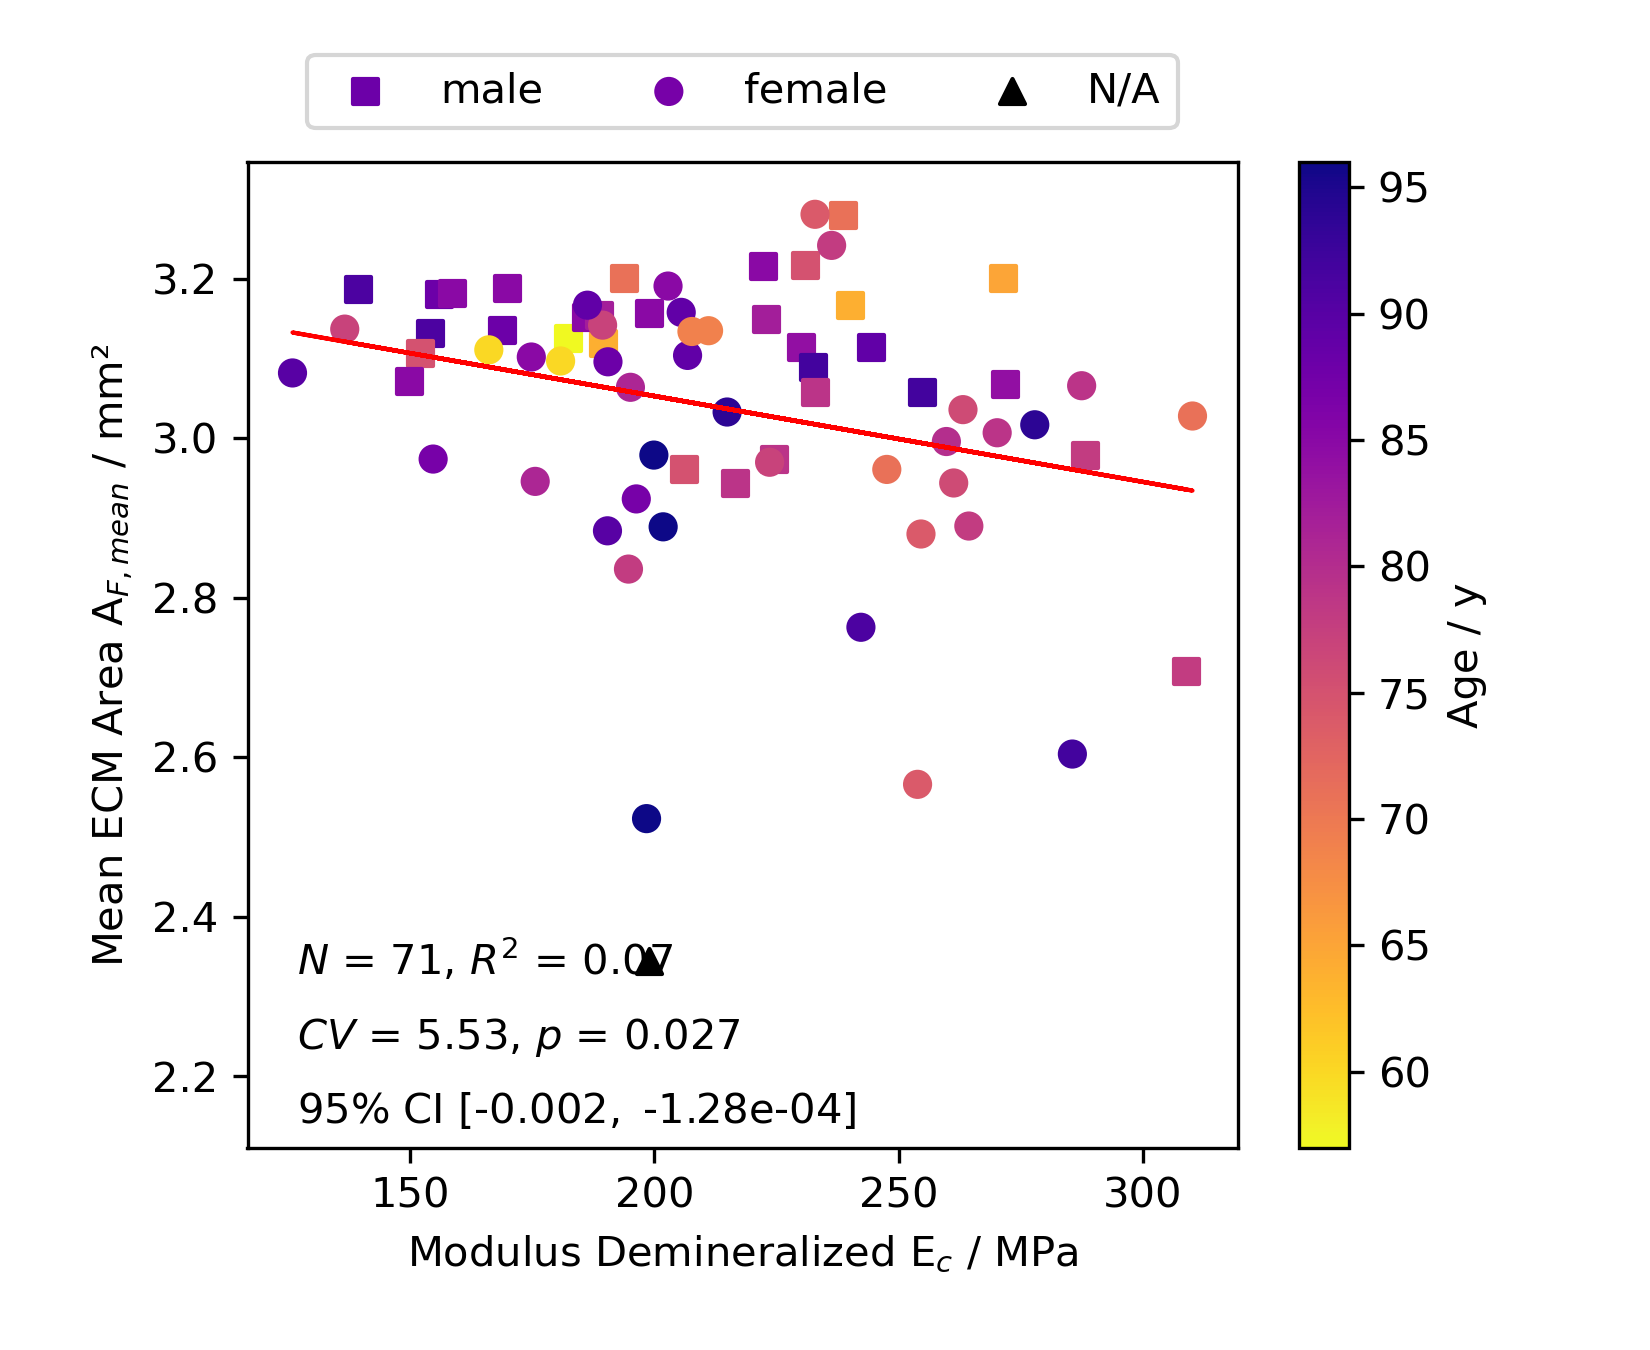 male female N/A
3.2
3.0
2.8
2.6
2.4
2.2
Mean ECM Area A_{F, mean} / mm²
N = 71, R² = 0.07
CV = 5.53, p = 0.027
95% CI [-0.002, -1.28e-04]
150 200 250 300
Modulus Demineralized E_c / MPa
95
90
85
80
75
70
65
60
Age / y